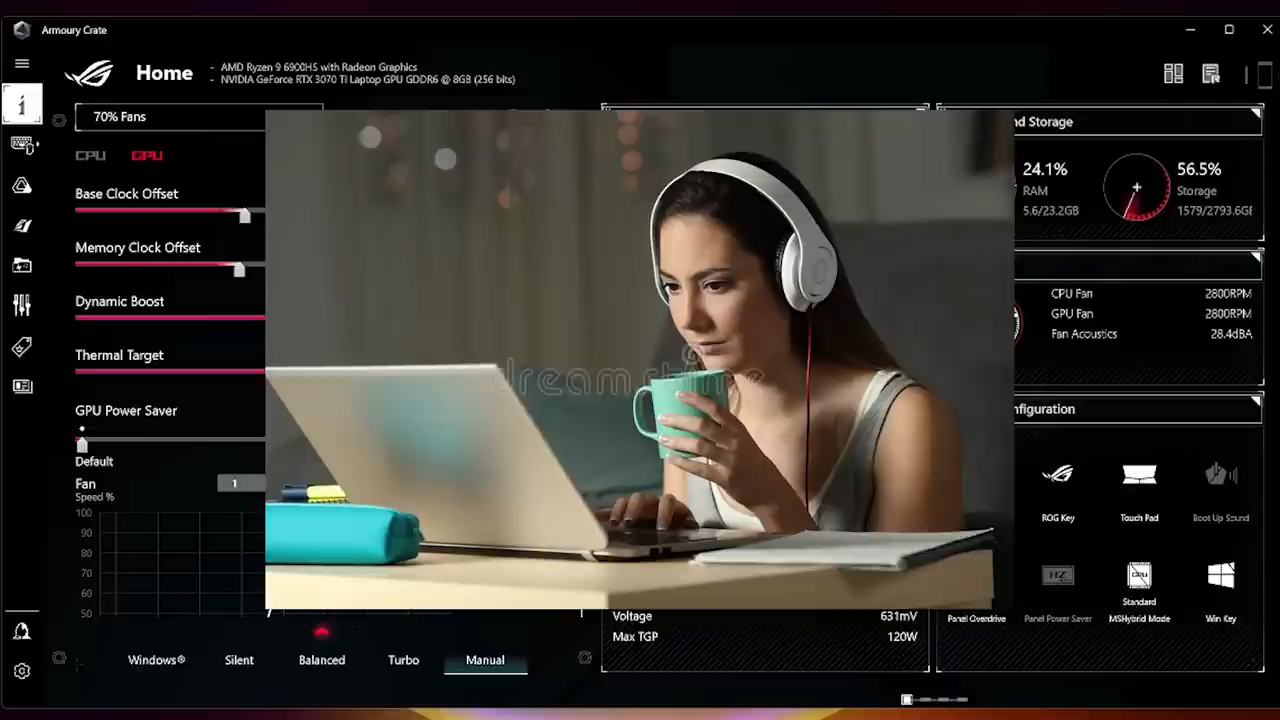 Armoury Crate
Home
- AMD Ryzen 9 6900HS with Radeon Graphics
- NVIDIA GeForce RTX 3070 Ti Laptop GPU GDDR6 @ 8GB (256 bits)
70% Fans
CPU GPU
Base Clock Offset
Memory Clock Offset
Dynamic Boost
Thermal Target
GPU Power Saver
Default
Fan 1
Speed %
100
90
80
70
60
50
Windows® Silent Balanced Turbo Manual
dreamstime
Voltage 631mV
Max TGP 120W
nd Storage
24.1% 56.5%
RAM Storage
5.6/23.2GB 1579/2793.6GB
CPU Fan 2800RPM
GPU Fan 2800RPM
Fan Acoustics 28.4dBA
nfiguration
ROG Key Touch Pad Boot Up Sound
HZ GPU
Standard
Panel Overdrive Panel Power Saver MSHybrid Mode Win Key